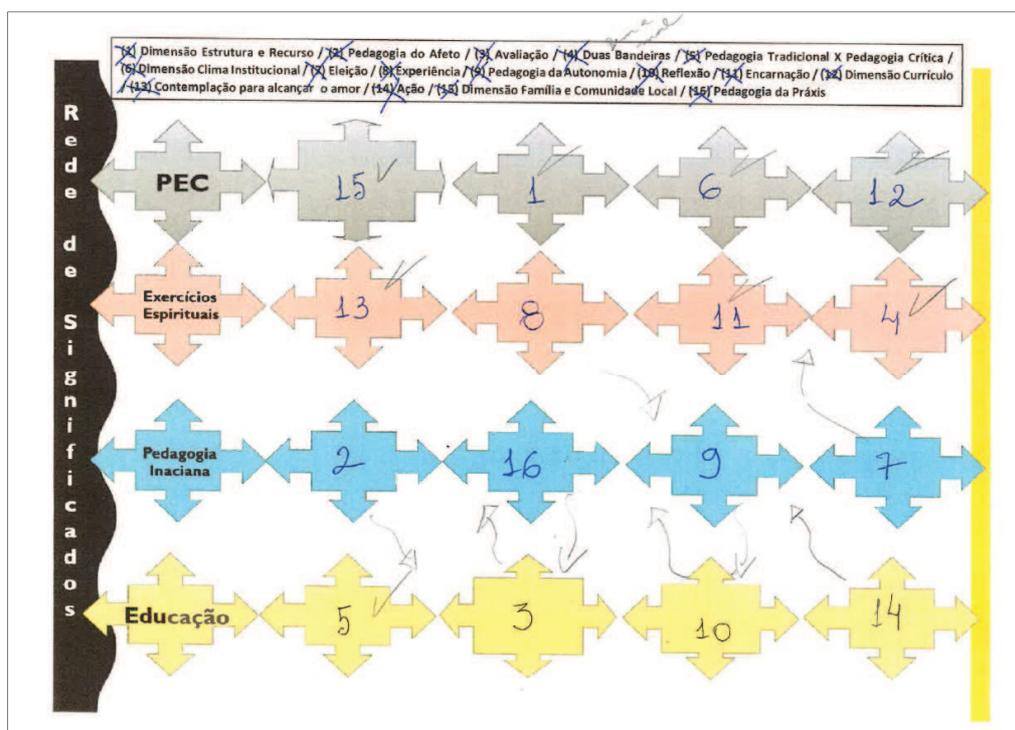 (1) Dimensão Estrutura e Recurso / (2) Pedagogia do Afeto / (3) Avaliação / (4) Duas Bandeiras / (5) Pedagogia Tradicional X Pedagogia Crítica /
(6) Dimensão Clima Institucional / (7) Eleição / (8) Experiência / (9) Pedagogia da Autonomia / (10) Reflexão / (11) Encarnação / (12) Dimensão Currículo
/ (13) Contemplação para alcançar o amor / (14) Ação / (15) Dimensão Família e Comunidade Local / (16) Pedagogia da Práxis
Rede de Significados
PEC 15 1 6 12
Exercícios
Espirituais 13 8 11 4
Pedagogia
Inaciana 2 16 9 7
Educação 5 3 10 14